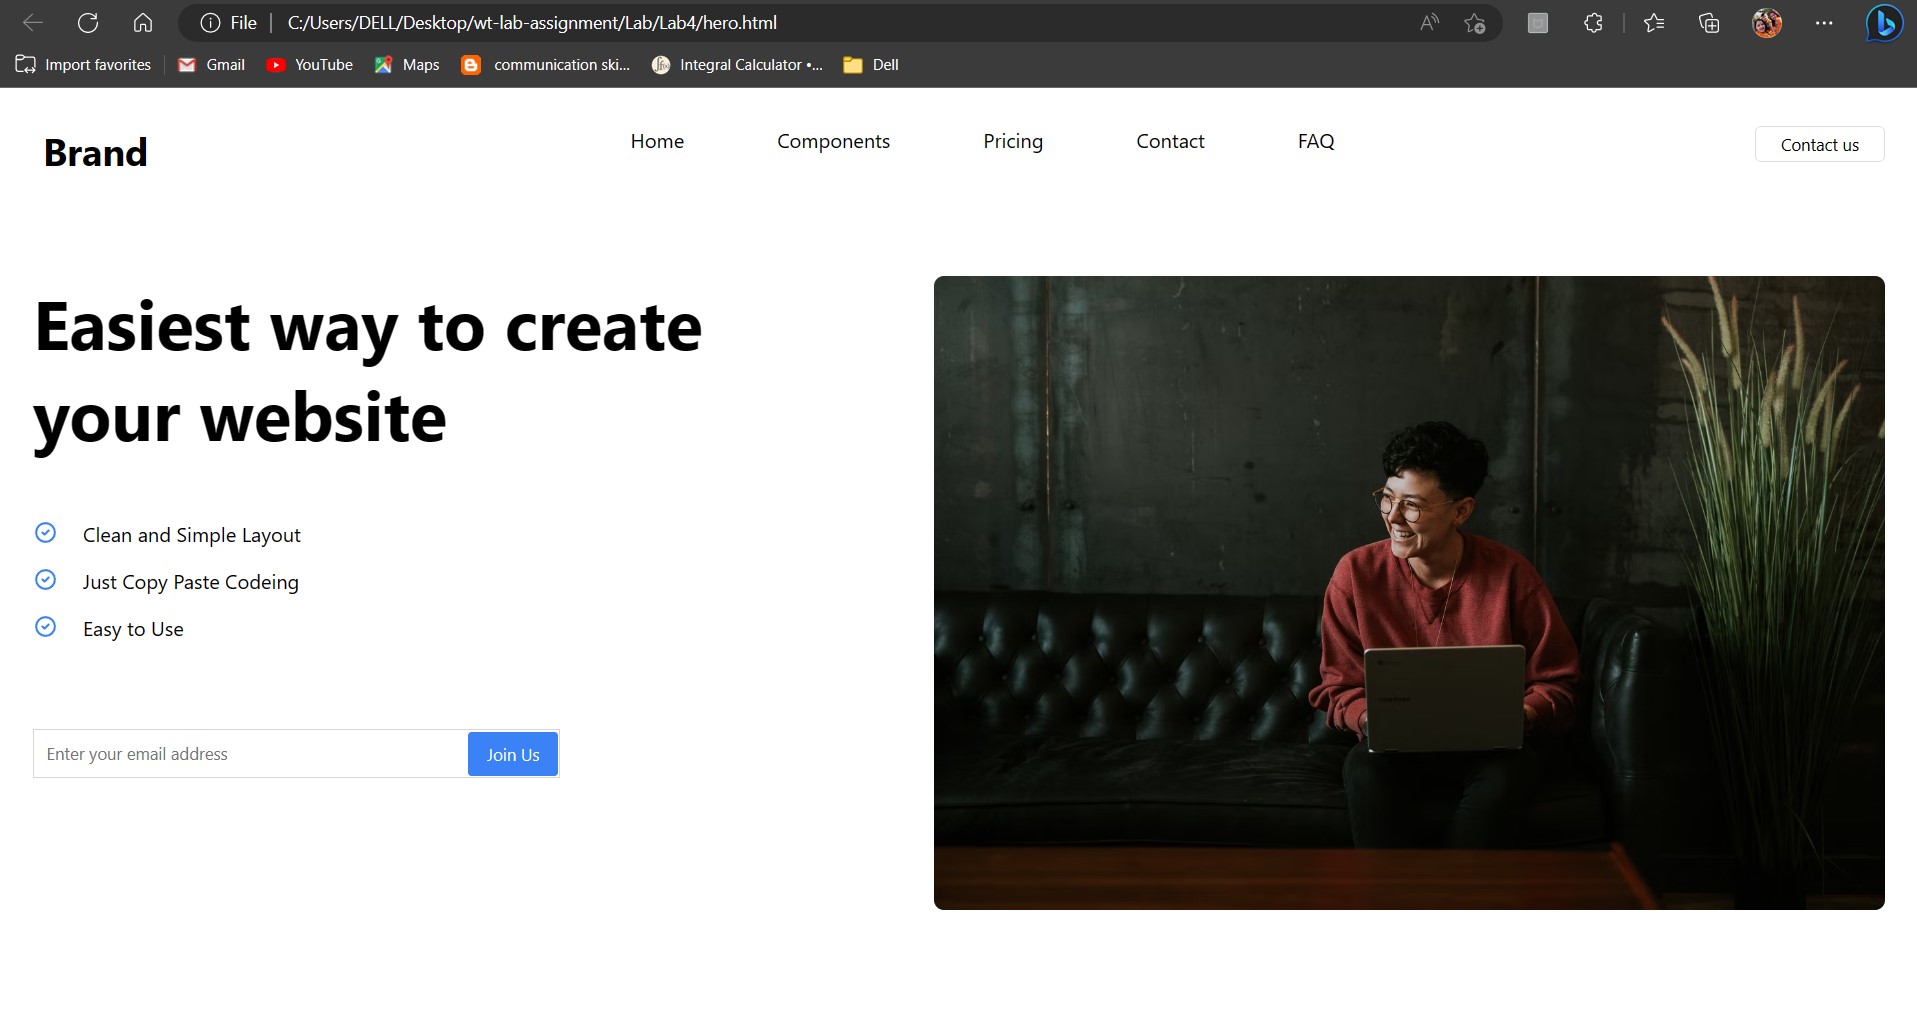 File
C:/Users/DELL/Desktop/wt-lab-assignment/Lab/Lab4/hero.html
Import favorites
Gmail
YouTube
Maps
communication ski...
Integral Calculator •...
Dell
Brand
Home
Components
Pricing
Contact
FAQ
Contact us
Easiest way to create
your website
Clean and Simple Layout
Just Copy Paste Codeing
Easy to Use
Enter your email address
Join Us